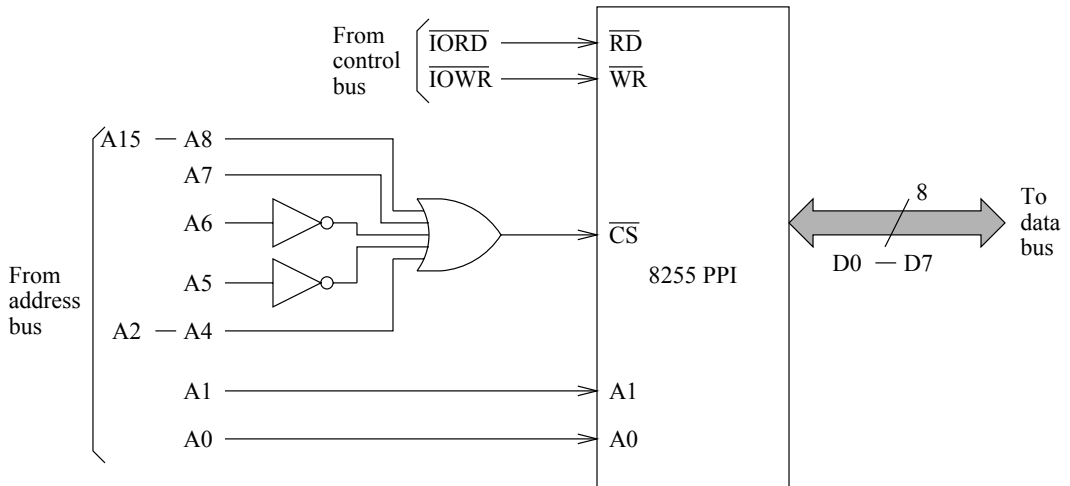 From
control
bus
IORD
IOWR
RD
WR
A15 — A8
A7
A6
A5
A2 — A4
A1
A0
From
address
bus
CS
8255 PPI
A1
A0
8
D0 — D7
To
data
bus